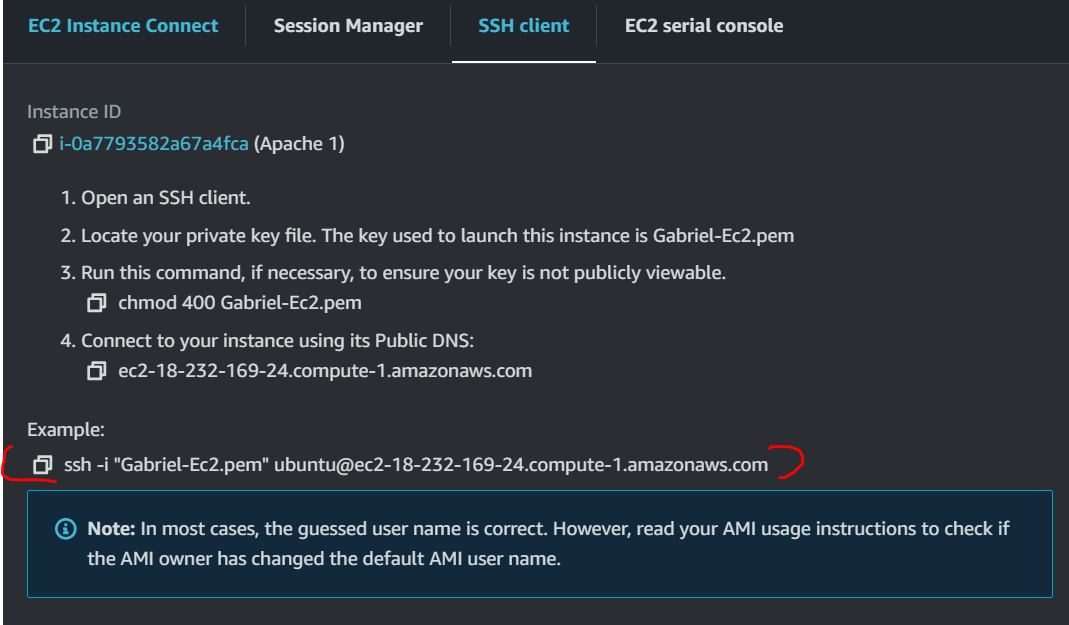 EC2 Instance Connect Session Manager SSH client EC2 serial console
Instance ID
i-0a7793582a67a4fca (Apache 1)
1. Open an SSH client.
2. Locate your private key file. The key used to launch this instance is Gabriel-Ec2.pem
3. Run this command, if necessary, to ensure your key is not publicly viewable.
chmod 400 Gabriel-Ec2.pem
4. Connect to your instance using its Public DNS:
ec2-18-232-169-24.compute-1.amazonaws.com
Example:
ssh -i "Gabriel-Ec2.pem" ubuntu@ec2-18-232-169-24.compute-1.amazonaws.com
Note: In most cases, the guessed user name is correct. However, read your AMI usage instructions to check if
the AMI owner has changed the default AMI user name.